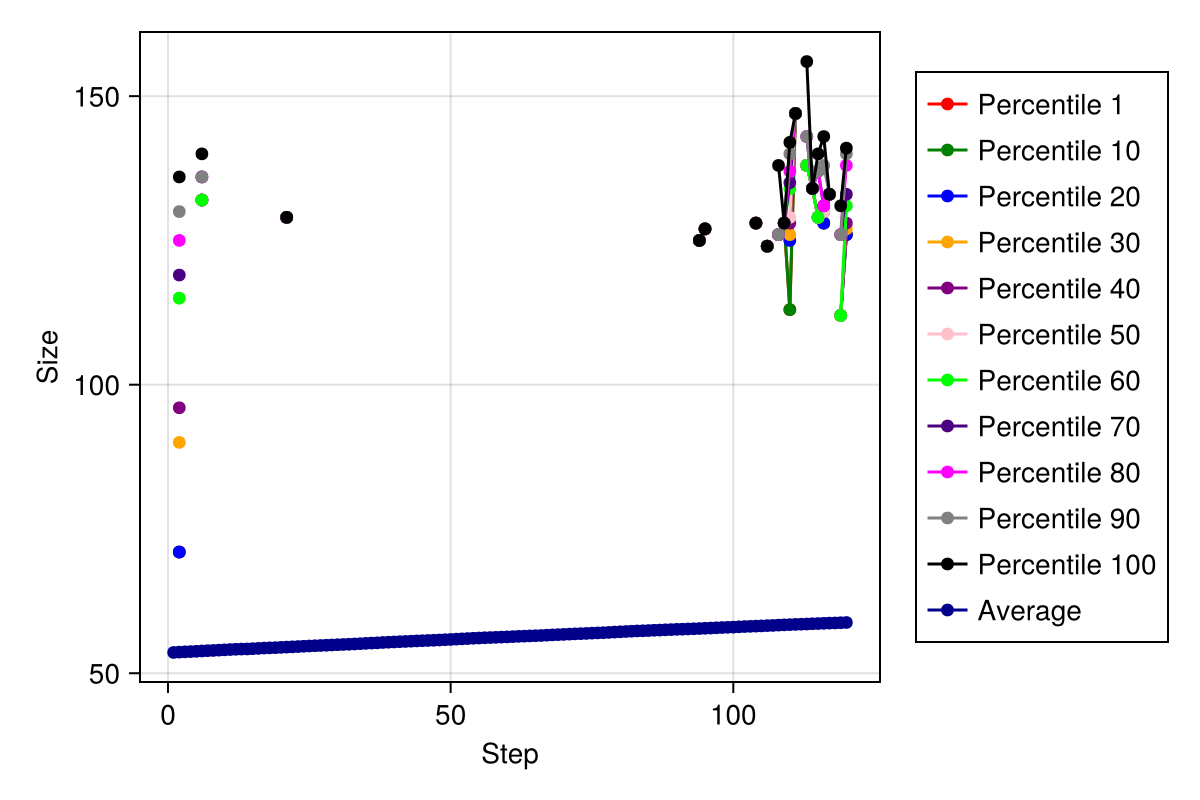 150
100
50
Size
0
50
100
Step
Percentile 1
Percentile 10
Percentile 20
Percentile 30
Percentile 40
Percentile 50
Percentile 60
Percentile 70
Percentile 80
Percentile 90
Percentile 100
Average